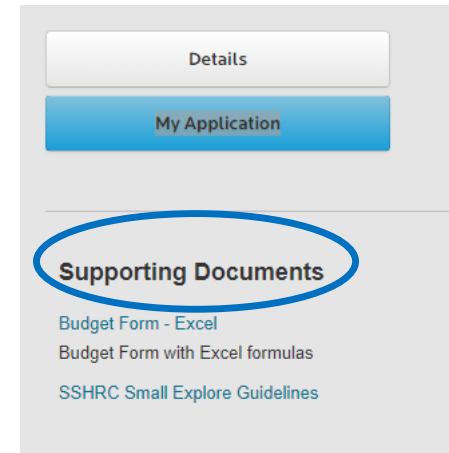 Details
My Application
Supporting Documents
Budget Form - Excel
Budget Form with Excel formulas
SSHRC Small Explore Guidelines